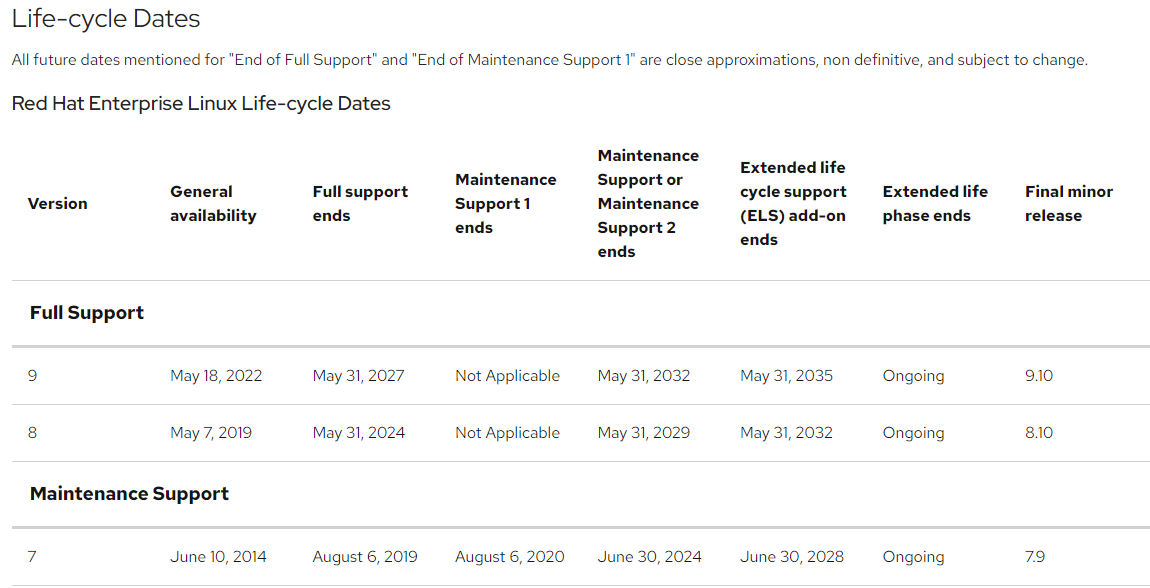 Life-cycle Dates
All future dates mentioned for "End of Full Support" and "End of Maintenance Support 1" are close approximations, non definitive, and subject to change.
Red Hat Enterprise Linux Life-cycle Dates
Version | General availability | Full support ends | Maintenance Support 1 ends | Maintenance Support or Maintenance Support 2 ends | Extended life cycle support (ELS) add-on ends | Extended life phase ends | Final minor release
Full Support
9 | May 18, 2022 | May 31, 2027 | Not Applicable | May 31, 2032 | May 31, 2035 | Ongoing | 9.10
8 | May 7, 2019 | May 31, 2024 | Not Applicable | May 31, 2029 | May 31, 2032 | Ongoing | 8.10
Maintenance Support
7 | June 10, 2014 | August 6, 2019 | August 6, 2020 | June 30, 2024 | June 30, 2028 | Ongoing | 7.9